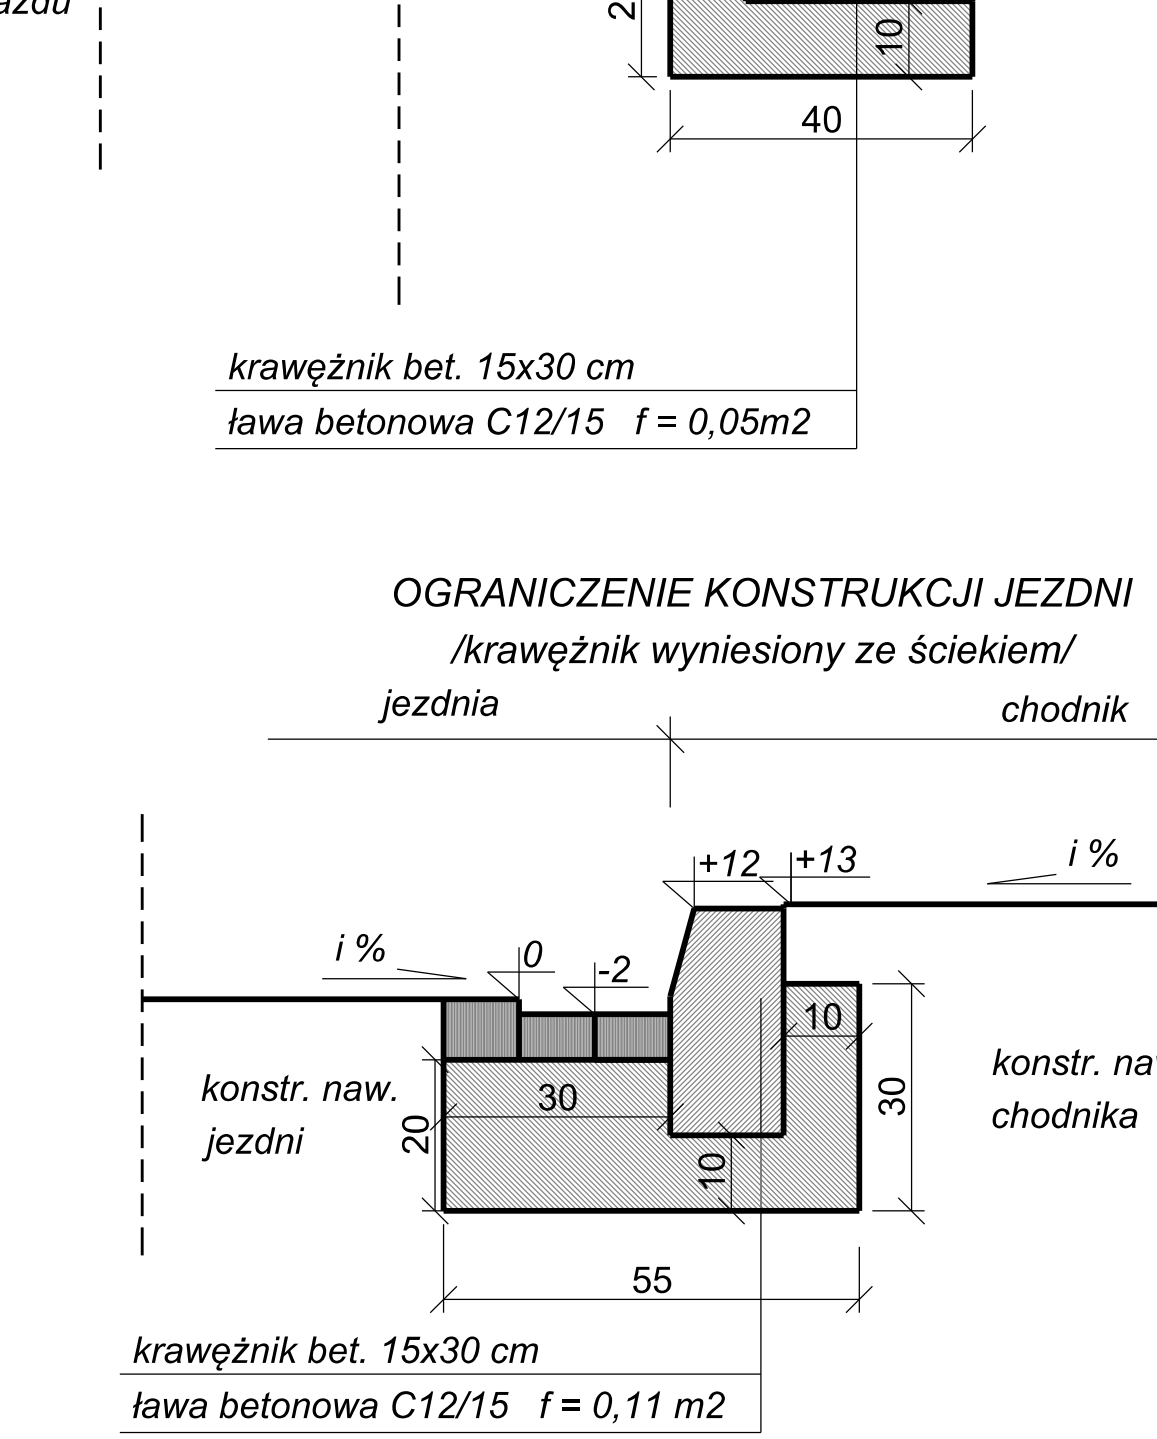 2
10
40
krawężnik bet. 15x30 cm
ława betonowa C12/15 f = 0,05m2
OGRANICZENIE KONSTRUKCJI JEZDNI
/krawężnik wyniesiony ze ściekiem/
jezdnia
chodnik
+12
+13
i %
i %
0
-2
10
konstr. naw.
jezdni
20
30
10
30
konstr.
chodnika
55
krawężnik bet. 15x30 cm
ława betonowa C12/15 f = 0,11 m2